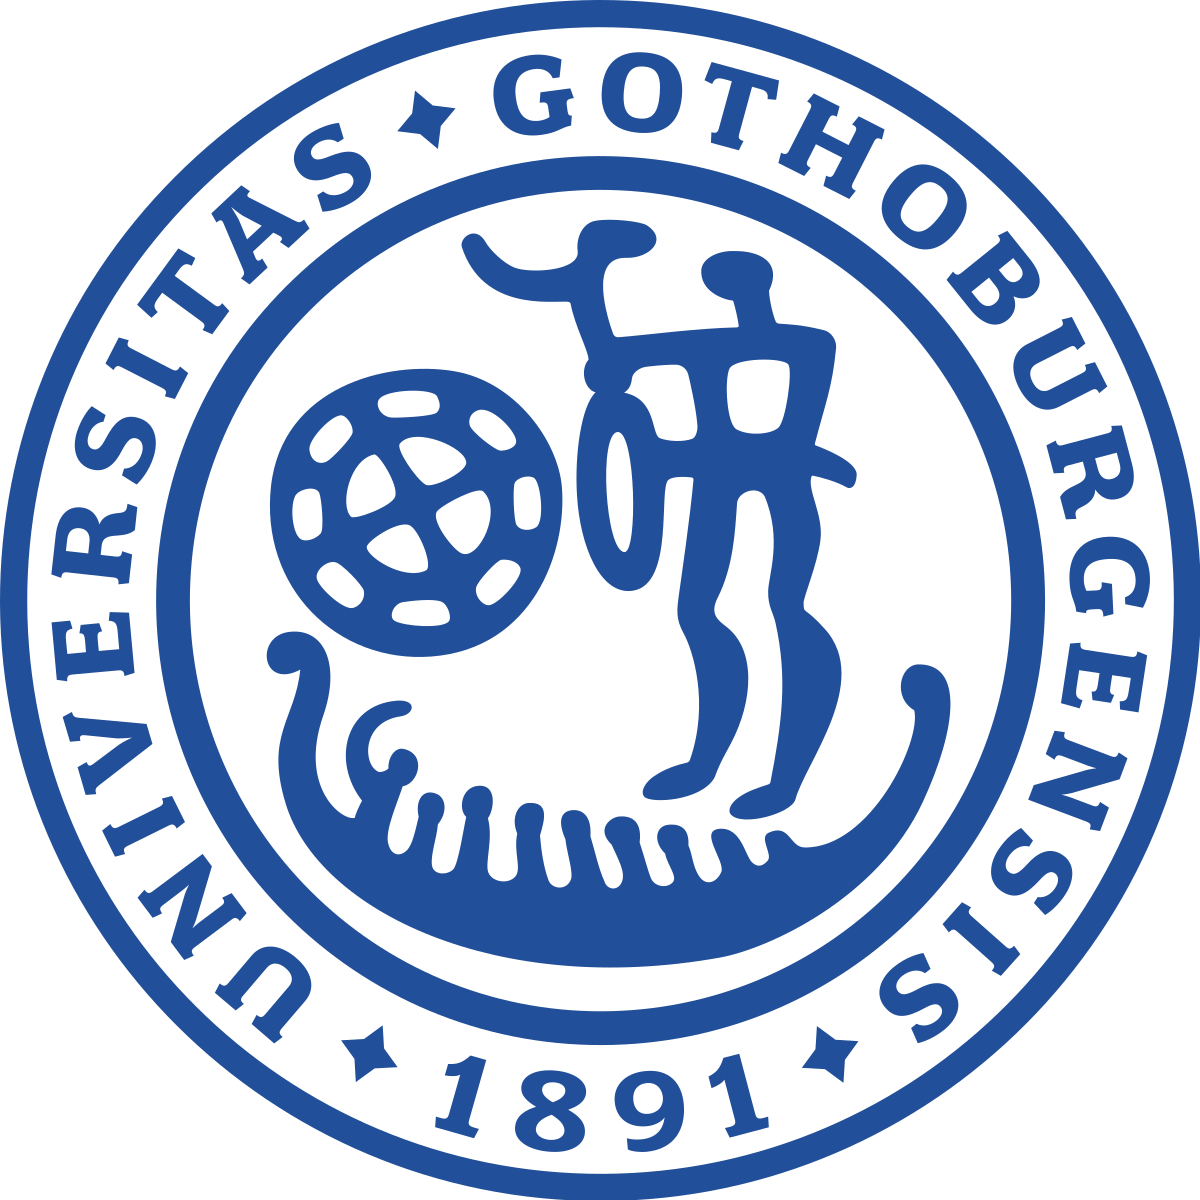 UNIVERSITAS ✦ GOTHOBURGENSIS ✦
1891 ✦